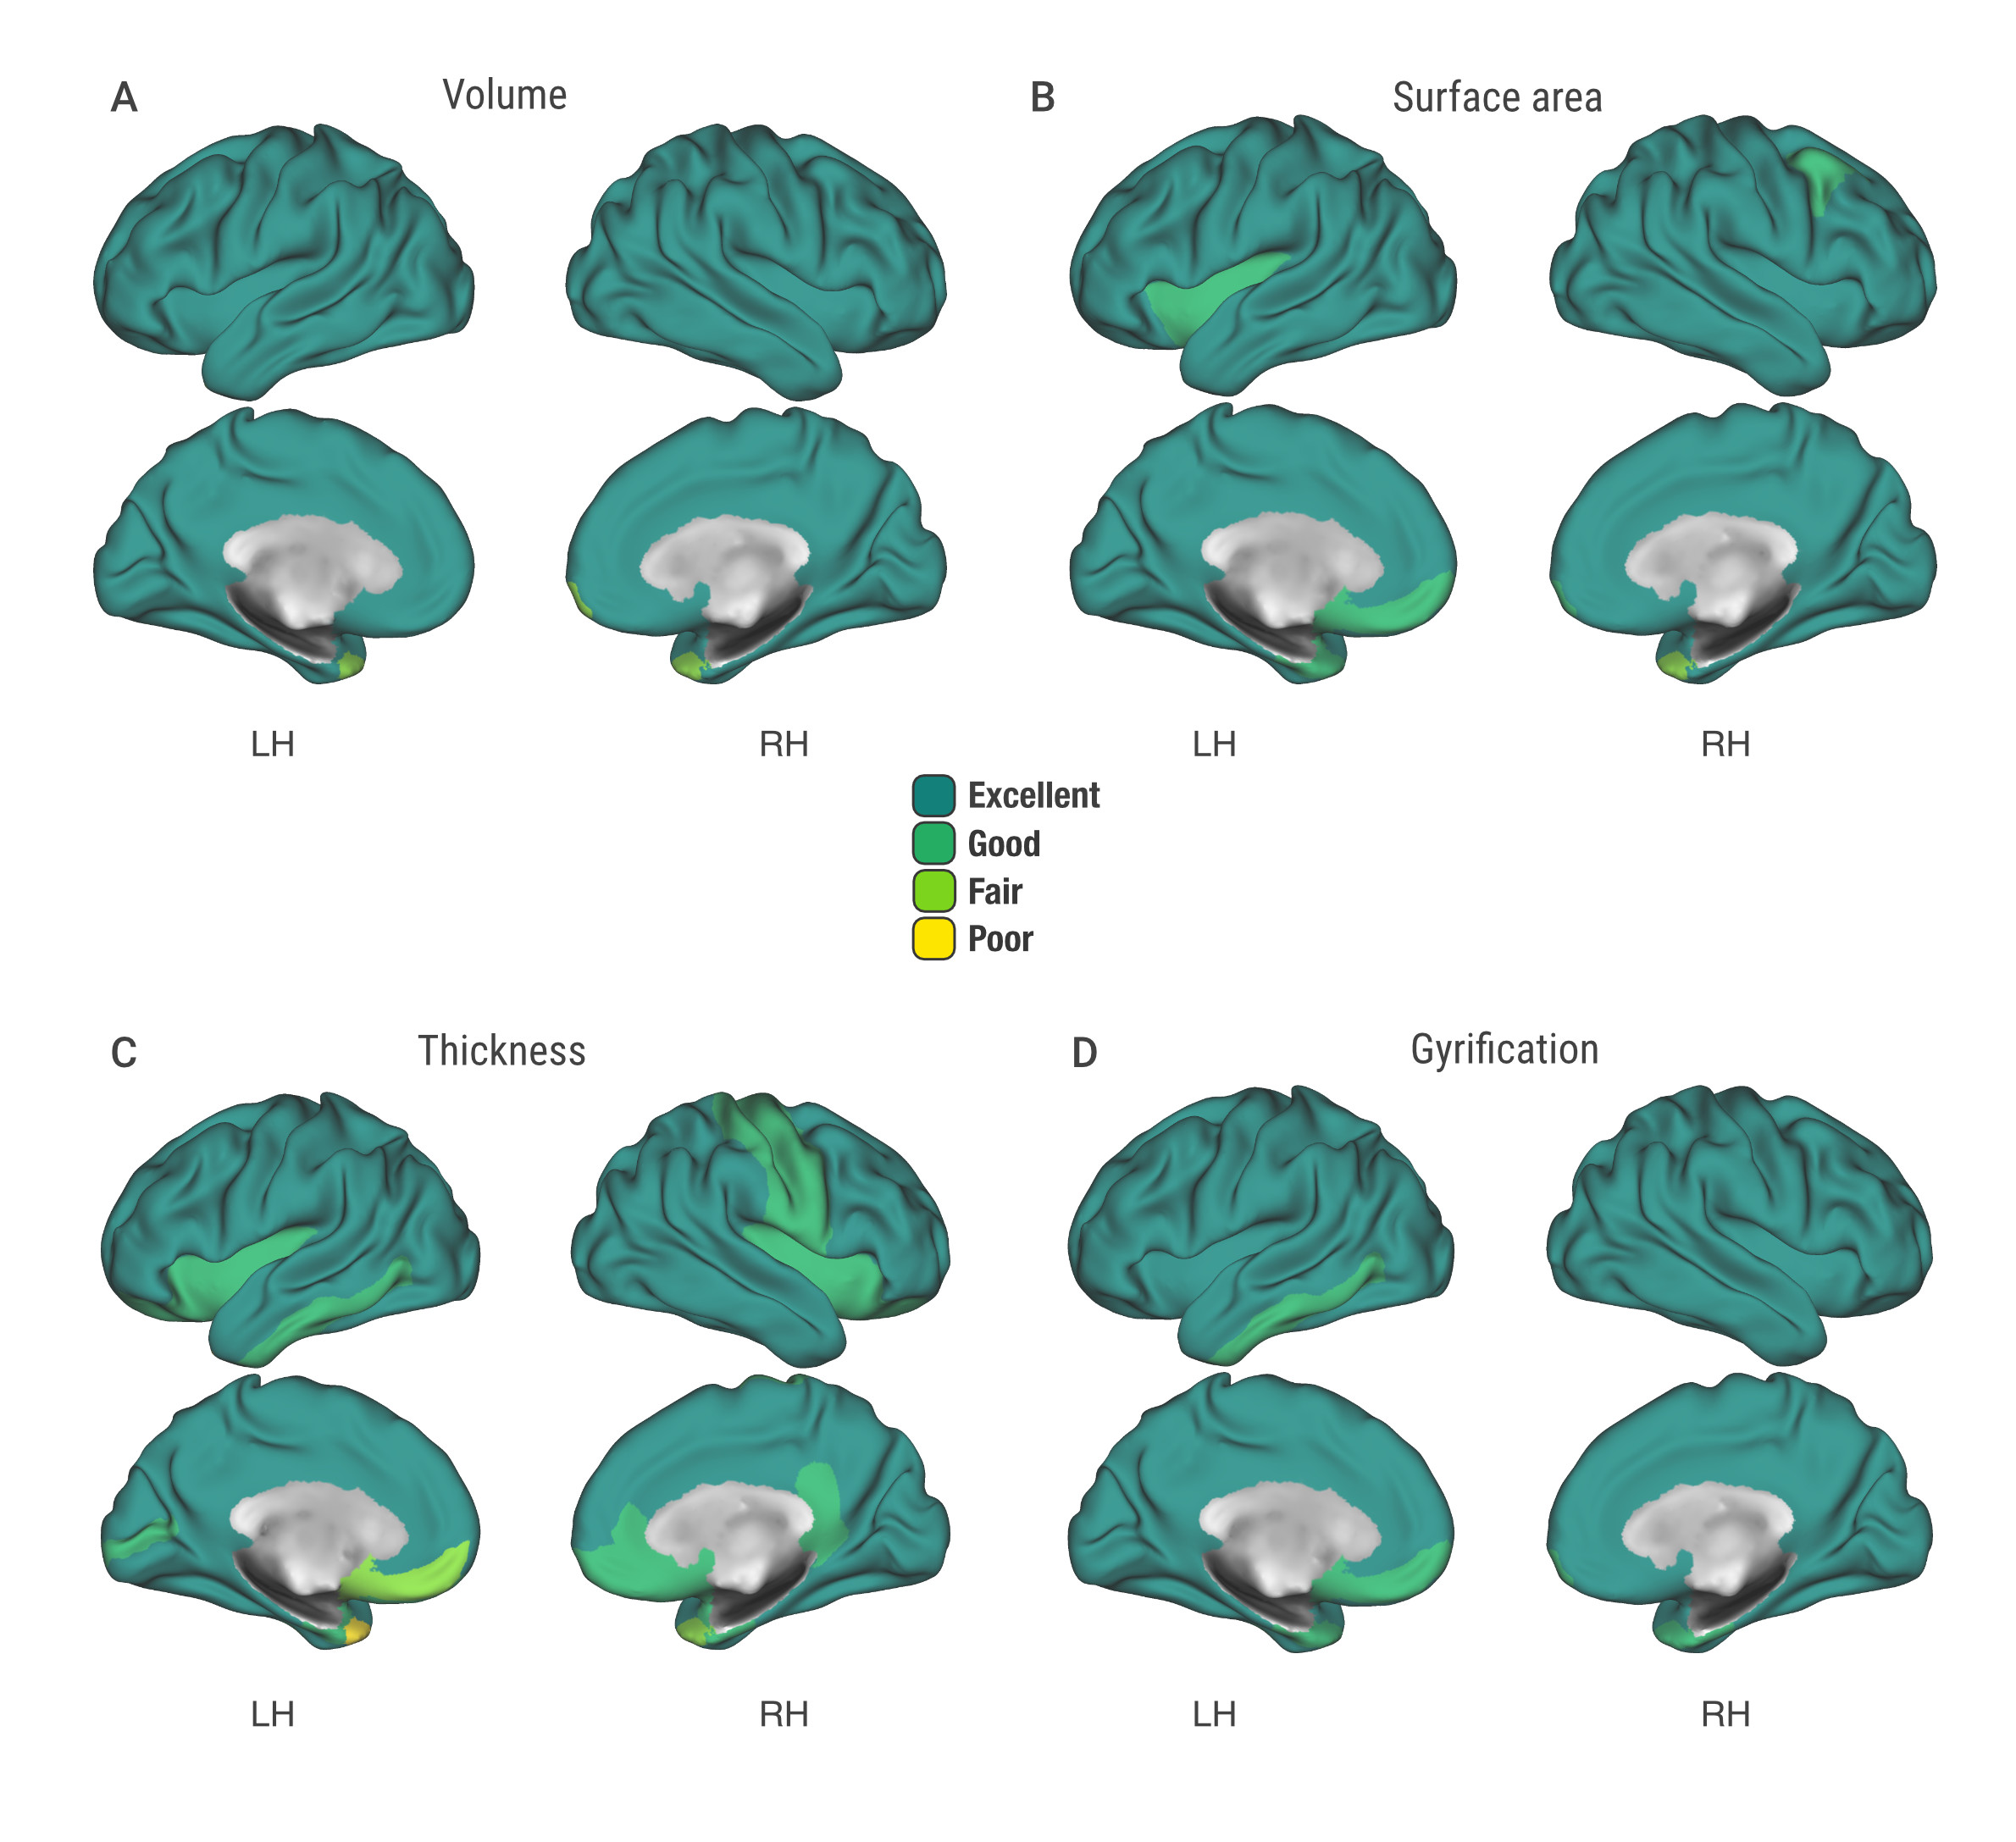 A Volume
B Surface area
LH RH LH RH
Excellent
Good
Fair
Poor
C Thickness
D Gyrification
LH RH LH RH